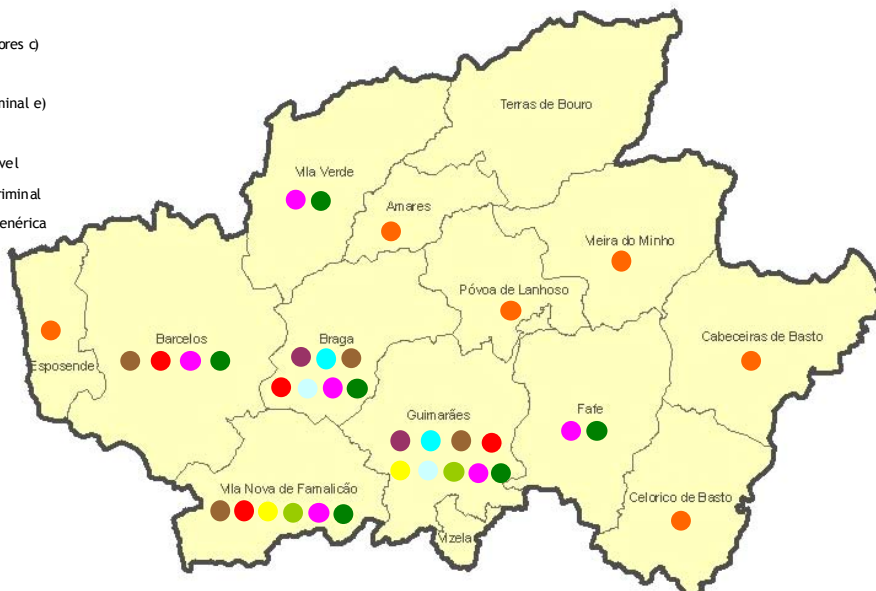 ores c)
minal e)
vel
riminal
enérica
Terras de Bouro
Vila Verde
Amares
Vieira do Minho
Póvoa de Lanhoso
Cabeceiras de Basto
Barcelos
Braga
Esposende
Guimarães
Fafe
Vila Nova de Famalicão
Celorico de Basto
Vizela